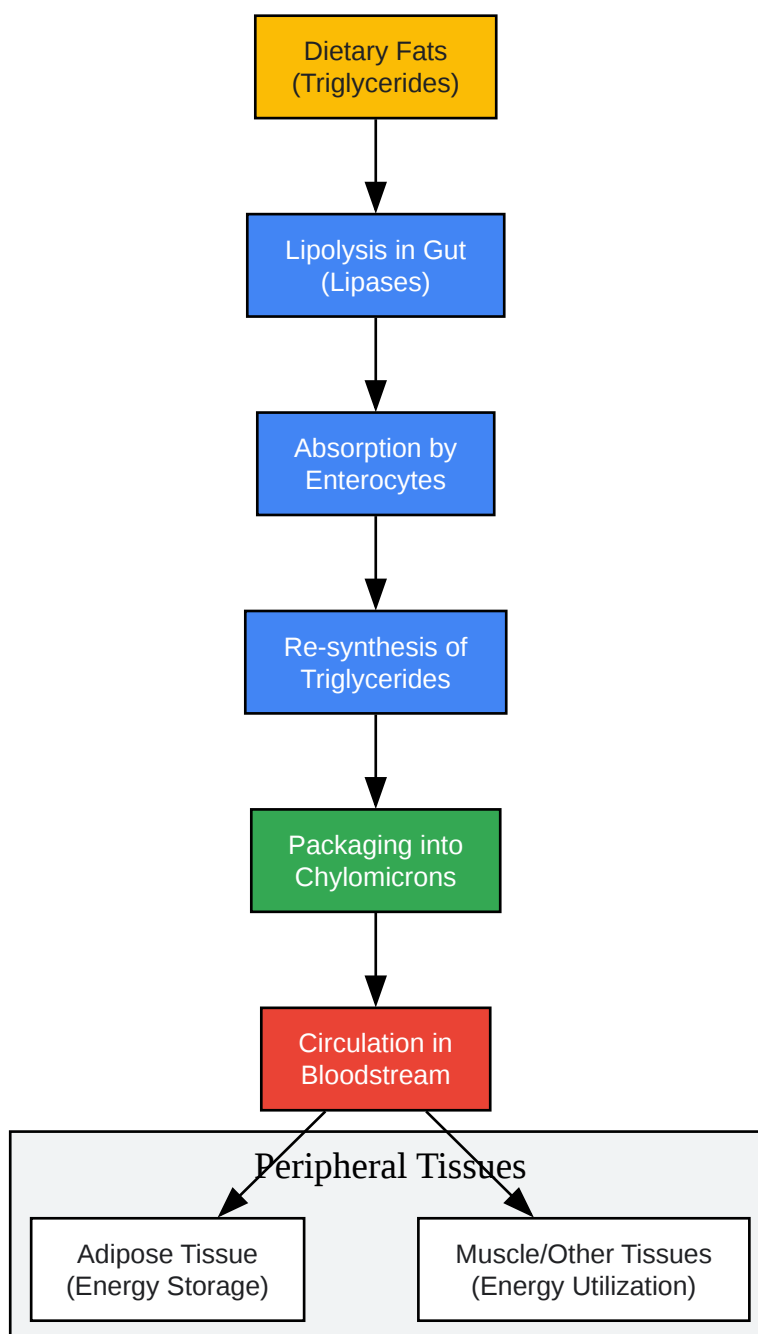 Dietary Fats
(Triglycerides)
Lipolysis in Gut
(Lipases)
Absorption by
Enterocytes
Re-synthesis of
Triglycerides
Packaging into
Chylomicrons
Circulation in
Bloodstream
Peripheral Tissues
Adipose Tissue
(Energy Storage)
Muscle/Other Tissues
(Energy Utilization)